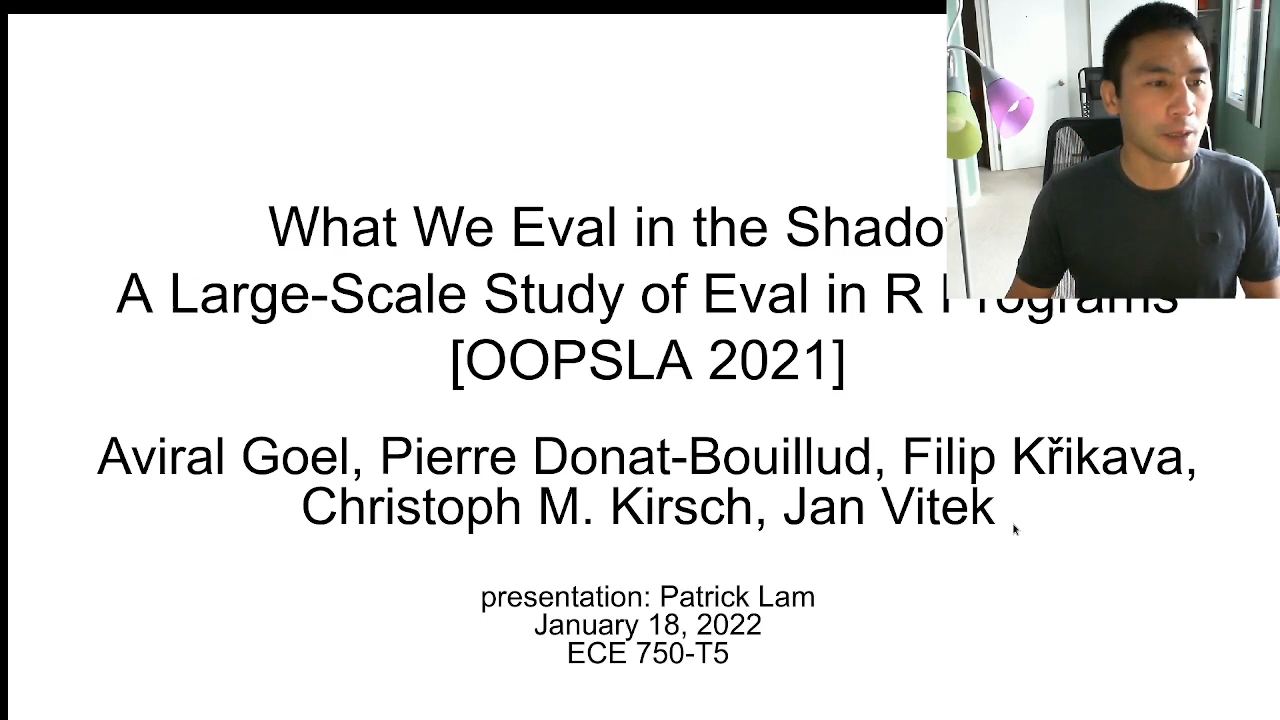 What We Eval in the
A Large-Scale Study of Eval in R Programs
[OOPSLA 2021]
Aviral Goel, Pierre Donat-Bouillud, Filip Křikava,
Christoph M. Kirsch, Jan Vitek
presentation: Patrick Lam
January 18, 2022
ECE 750-T5